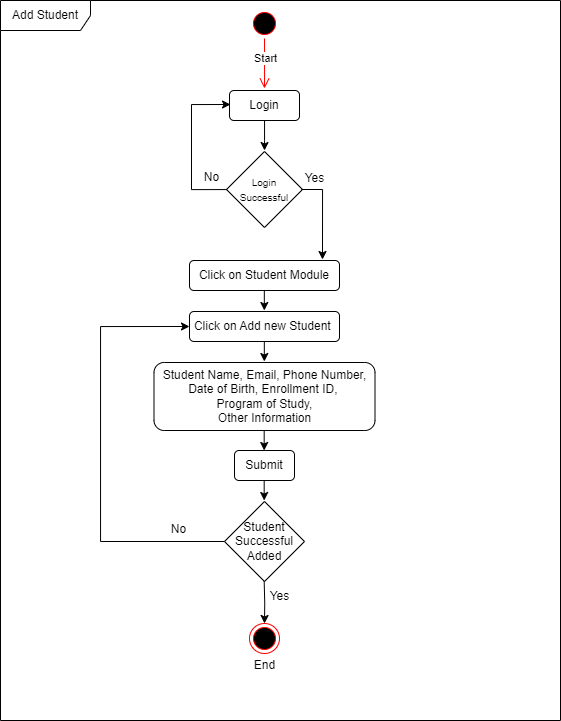 Add Student
Start
Login
No
Yes
Login
Successful
Click on Student Module
Click on Add new Student
Student Name, Email, Phone Number,
Date of Birth, Enrollment ID,
Program of Study,
Other Information
Submit
No
Student
Successful
Added
Yes
End